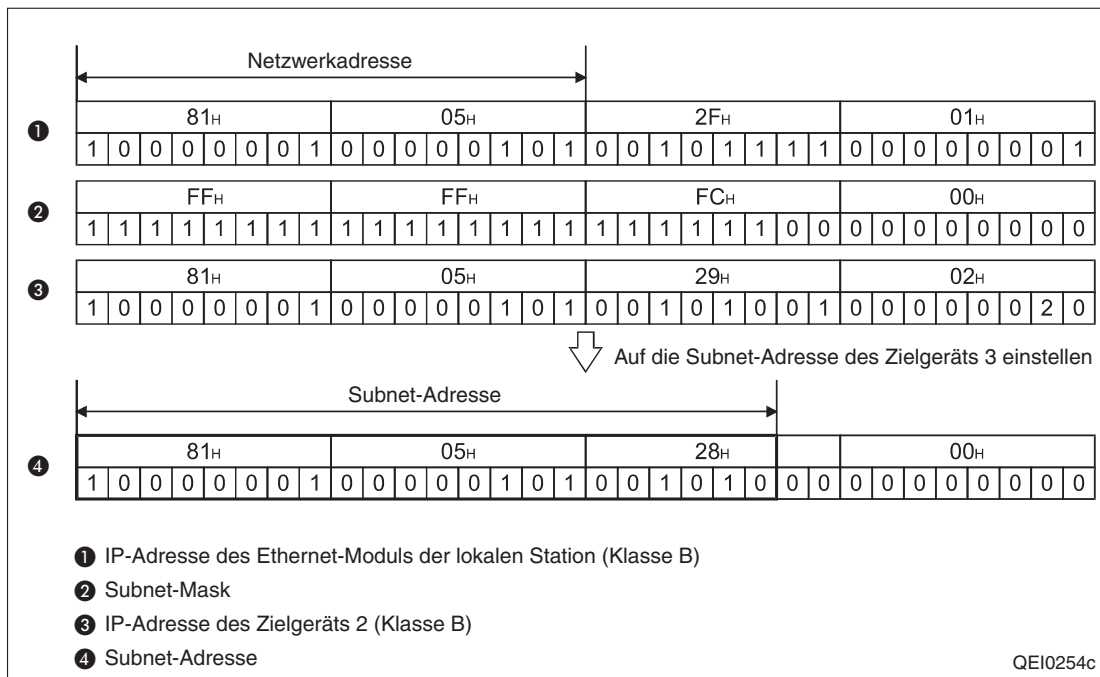 Netzwerkadresse
81H 05H 2FH 01H
❶
1 0 0 0 0 0 0 1 0 0 0 0 0 1 0 1 0 0 1 0 1 1 1 1 0 0 0 0 0 0 0 1
FFH FFH FCH 00H
❷
1 1 1 1 1 1 1 1 1 1 1 1 1 1 1 1 1 1 1 1 1 1 0 0 0 0 0 0 0 0 0 0
81H 05H 29H 02H
❸
1 0 0 0 0 0 0 1 0 0 0 0 0 1 0 1 0 0 1 0 1 0 0 1 0 0 0 0 0 0 2 0
Auf die Subnet-Adresse des Zielgeräts 3 einstellen
Subnet-Adresse
81H 05H 28H 00H
❹
1 0 0 0 0 0 0 1 0 0 0 0 0 1 0 1 0 0 1 0 1 0 0 0 0 0 0 0 0 0 0 0
❶ IP-Adresse des Ethernet-Moduls der lokalen Station (Klasse B)
❷ Subnet-Mask
❸ IP-Adresse des Zielgeräts 2 (Klasse B)
❹ Subnet-Adresse
QEI0254c